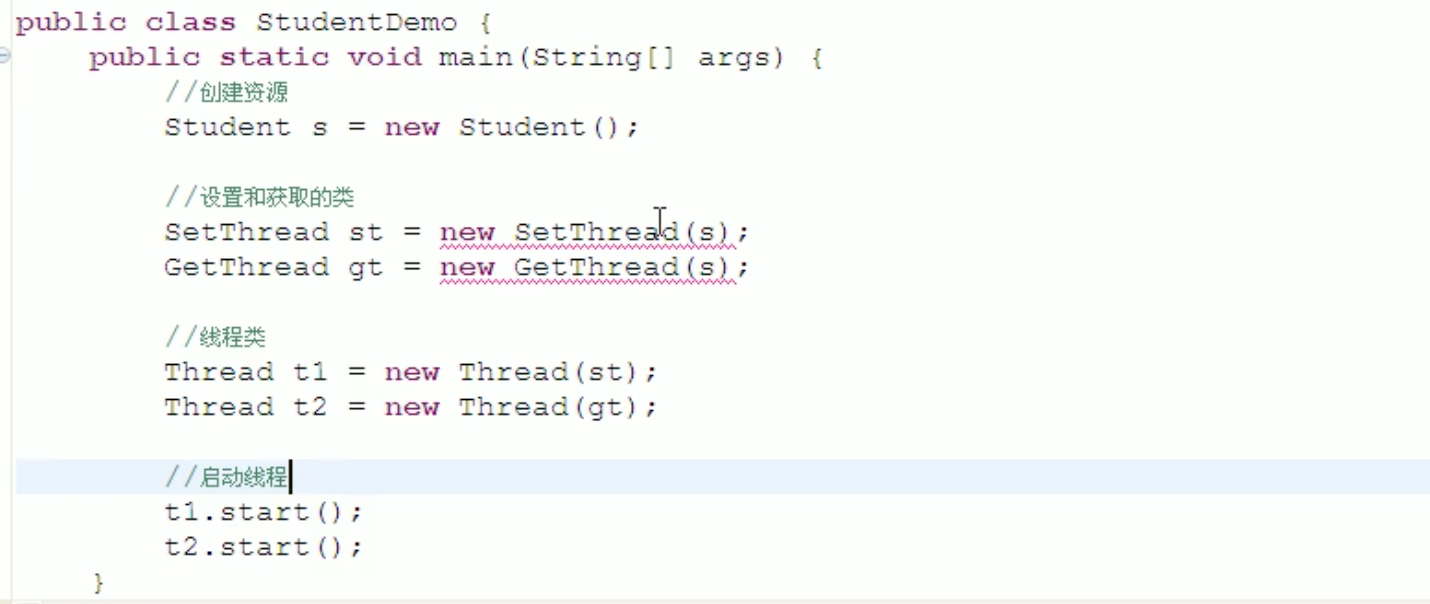 public class StudentDemo {
public static void main(String[] args) {
//创建资源
Student s = new Student();
//设置和获取的类
SetThread st = new SetThread(s);
GetThread gt = new GetThread(s);
//线程类
Thread t1 = new Thread(st);
Thread t2 = new Thread(gt);
//启动线程
t1.start();
t2.start();
}